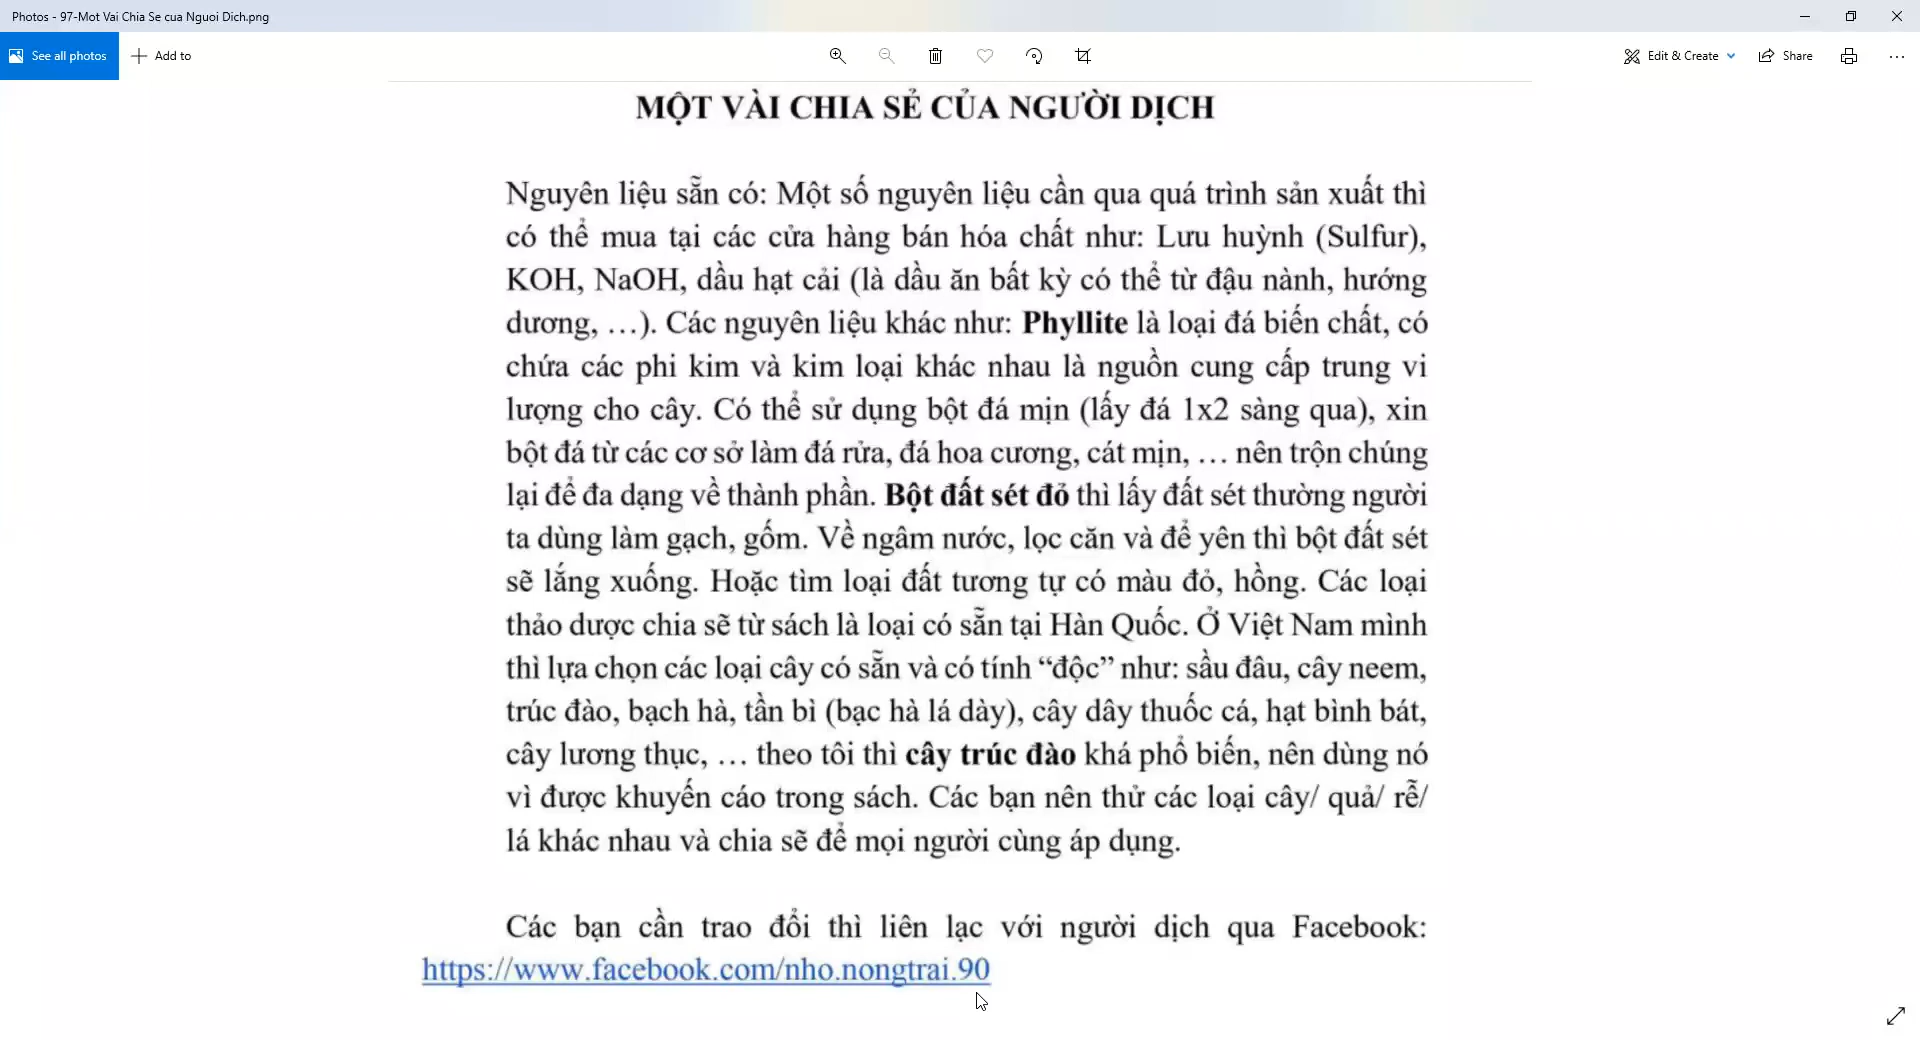 Photos - 97-Mot Vai Chia Se cua Nguoi Dich.png
See all photos
Add to
Edit & Create
Share
MỘT VÀI CHIA SẺ CỦA NGƯỜI DỊCH
Nguyên liệu sẵn có: Một số nguyên liệu cần qua quá trình sản xuất thì
có thể mua tại các cửa hàng bán hóa chất như: Lưu huỳnh (Sulfur),
KOH, NaOH, dầu hạt cải (là dầu ăn bất kỳ có thể từ đậu nành, hướng
dương, …). Các nguyên liệu khác như: Phyllite là loại đá biến chất, có
chứa các phi kim và kim loại khác nhau là nguồn cung cấp trung vi
lượng cho cây. Có thể sử dụng bột đá mịn (lấy đá 1x2 sàng qua), xin
bột đá từ các cơ sở làm đá rửa, đá hoa cương, cát mịn, … nên trộn chúng
lại để đa dạng về thành phần. Bột đất sét đỏ thì lấy đất sét thường người
ta dùng làm gạch, gốm. Về ngâm nước, lọc căn và để yên thì bột đất sét
sẽ lắng xuống. Hoặc tìm loại đất tương tự có màu đỏ, hồng. Các loại
thảo dược chia sẽ từ sách là loại có sẵn tại Hàn Quốc. Ở Việt Nam mình
thì lựa chọn các loại cây có sẵn và có tính “độc” như: sầu đâu, cây neem,
trúc đào, bạch hà, tần bì (bạc hà lá dày), cây dây thuốc cá, hạt bình bát,
cây lương thục, … theo tôi thì cây trúc đào khá phổ biến, nên dùng nó
vì được khuyến cáo trong sách. Các bạn nên thử các loại cây/ quả/ rễ/
lá khác nhau và chia sẽ để mọi người cùng áp dụng.
Các bạn cần trao đổi thì liên lạc với người dịch qua Facebook:
https://www.facebook.com/nho.nongtrai.90